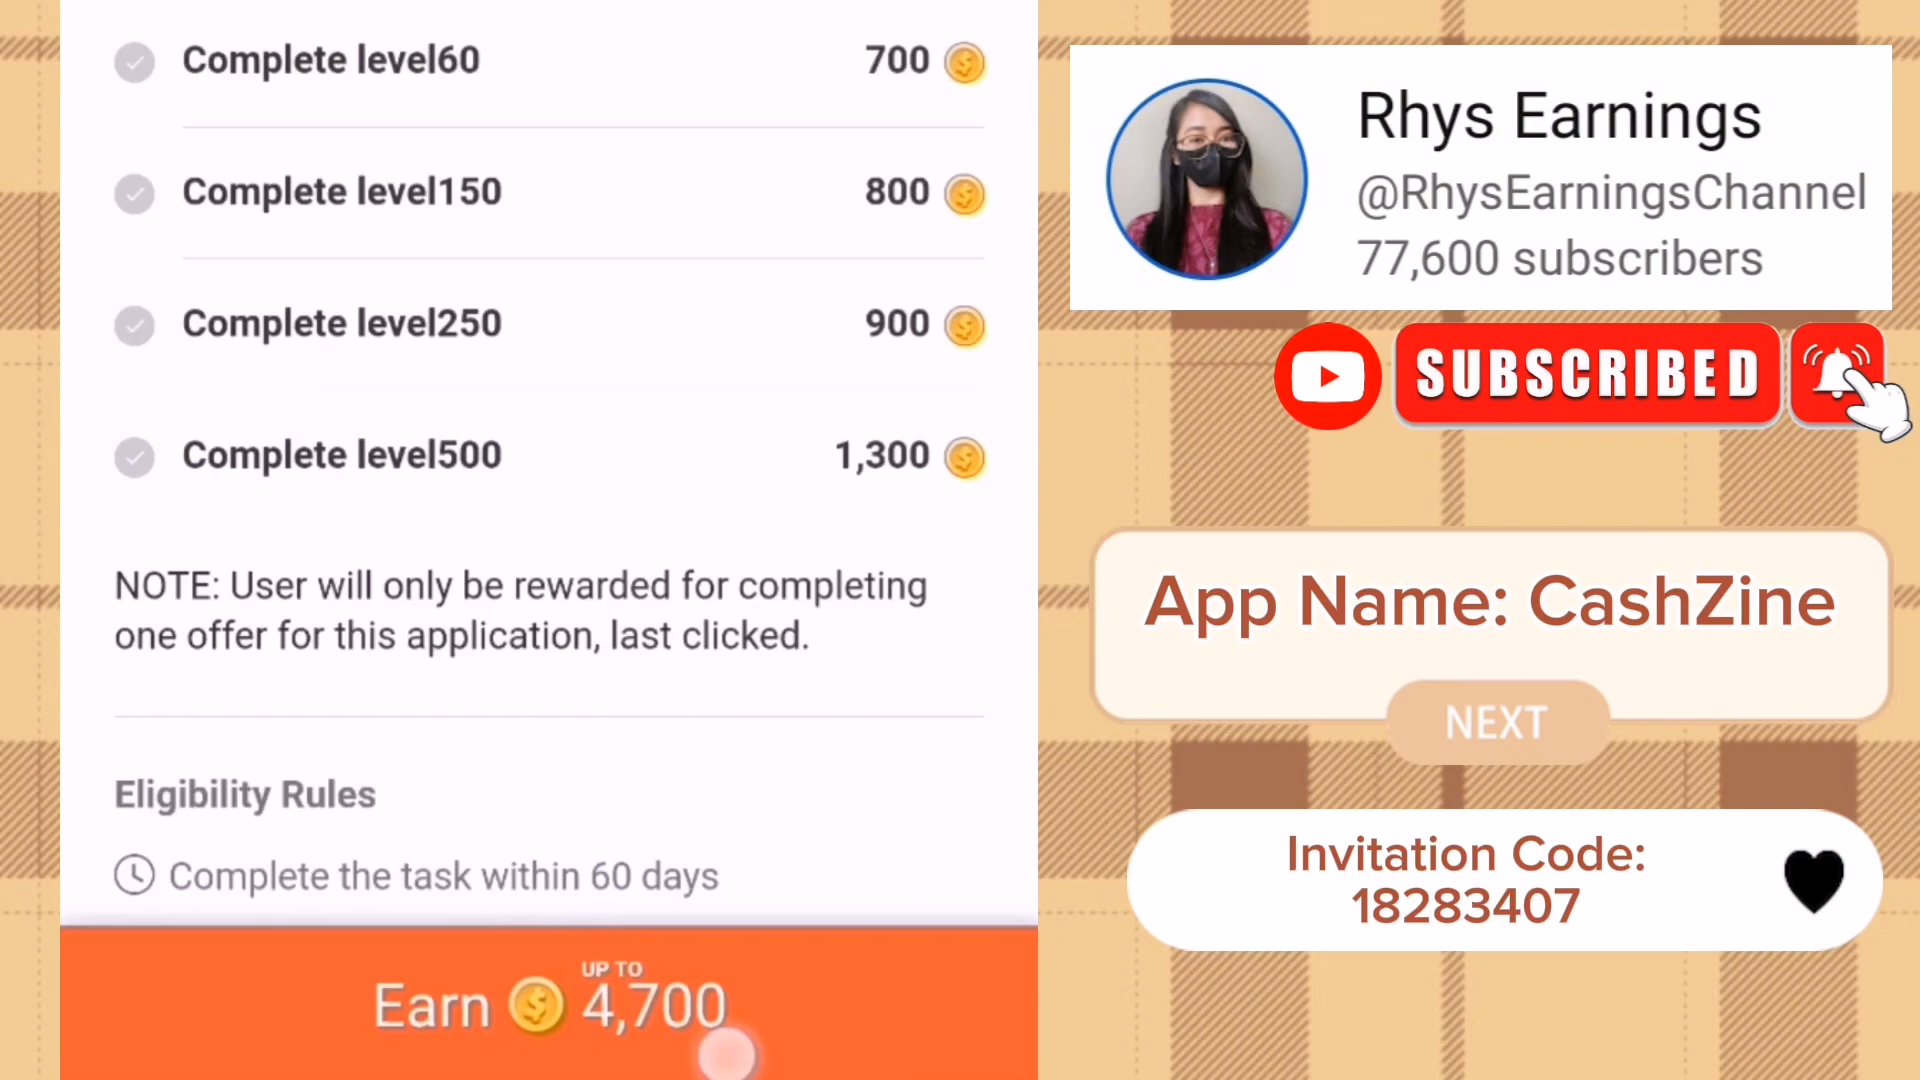 Complete level60
700
Complete level150
800
Complete level250
900
Complete level500
1,300
NOTE: User will only be rewarded for completing
one offer for this application, last clicked.
Eligibility Rules
Complete the task within 60 days
UP TO
Earn 4,700
Rhys Earnings
@RhysEarningsChannel
77,600 subscribers
SUBSCRIBED
App Name: CashZine
NEXT
Invitation Code:
18283407